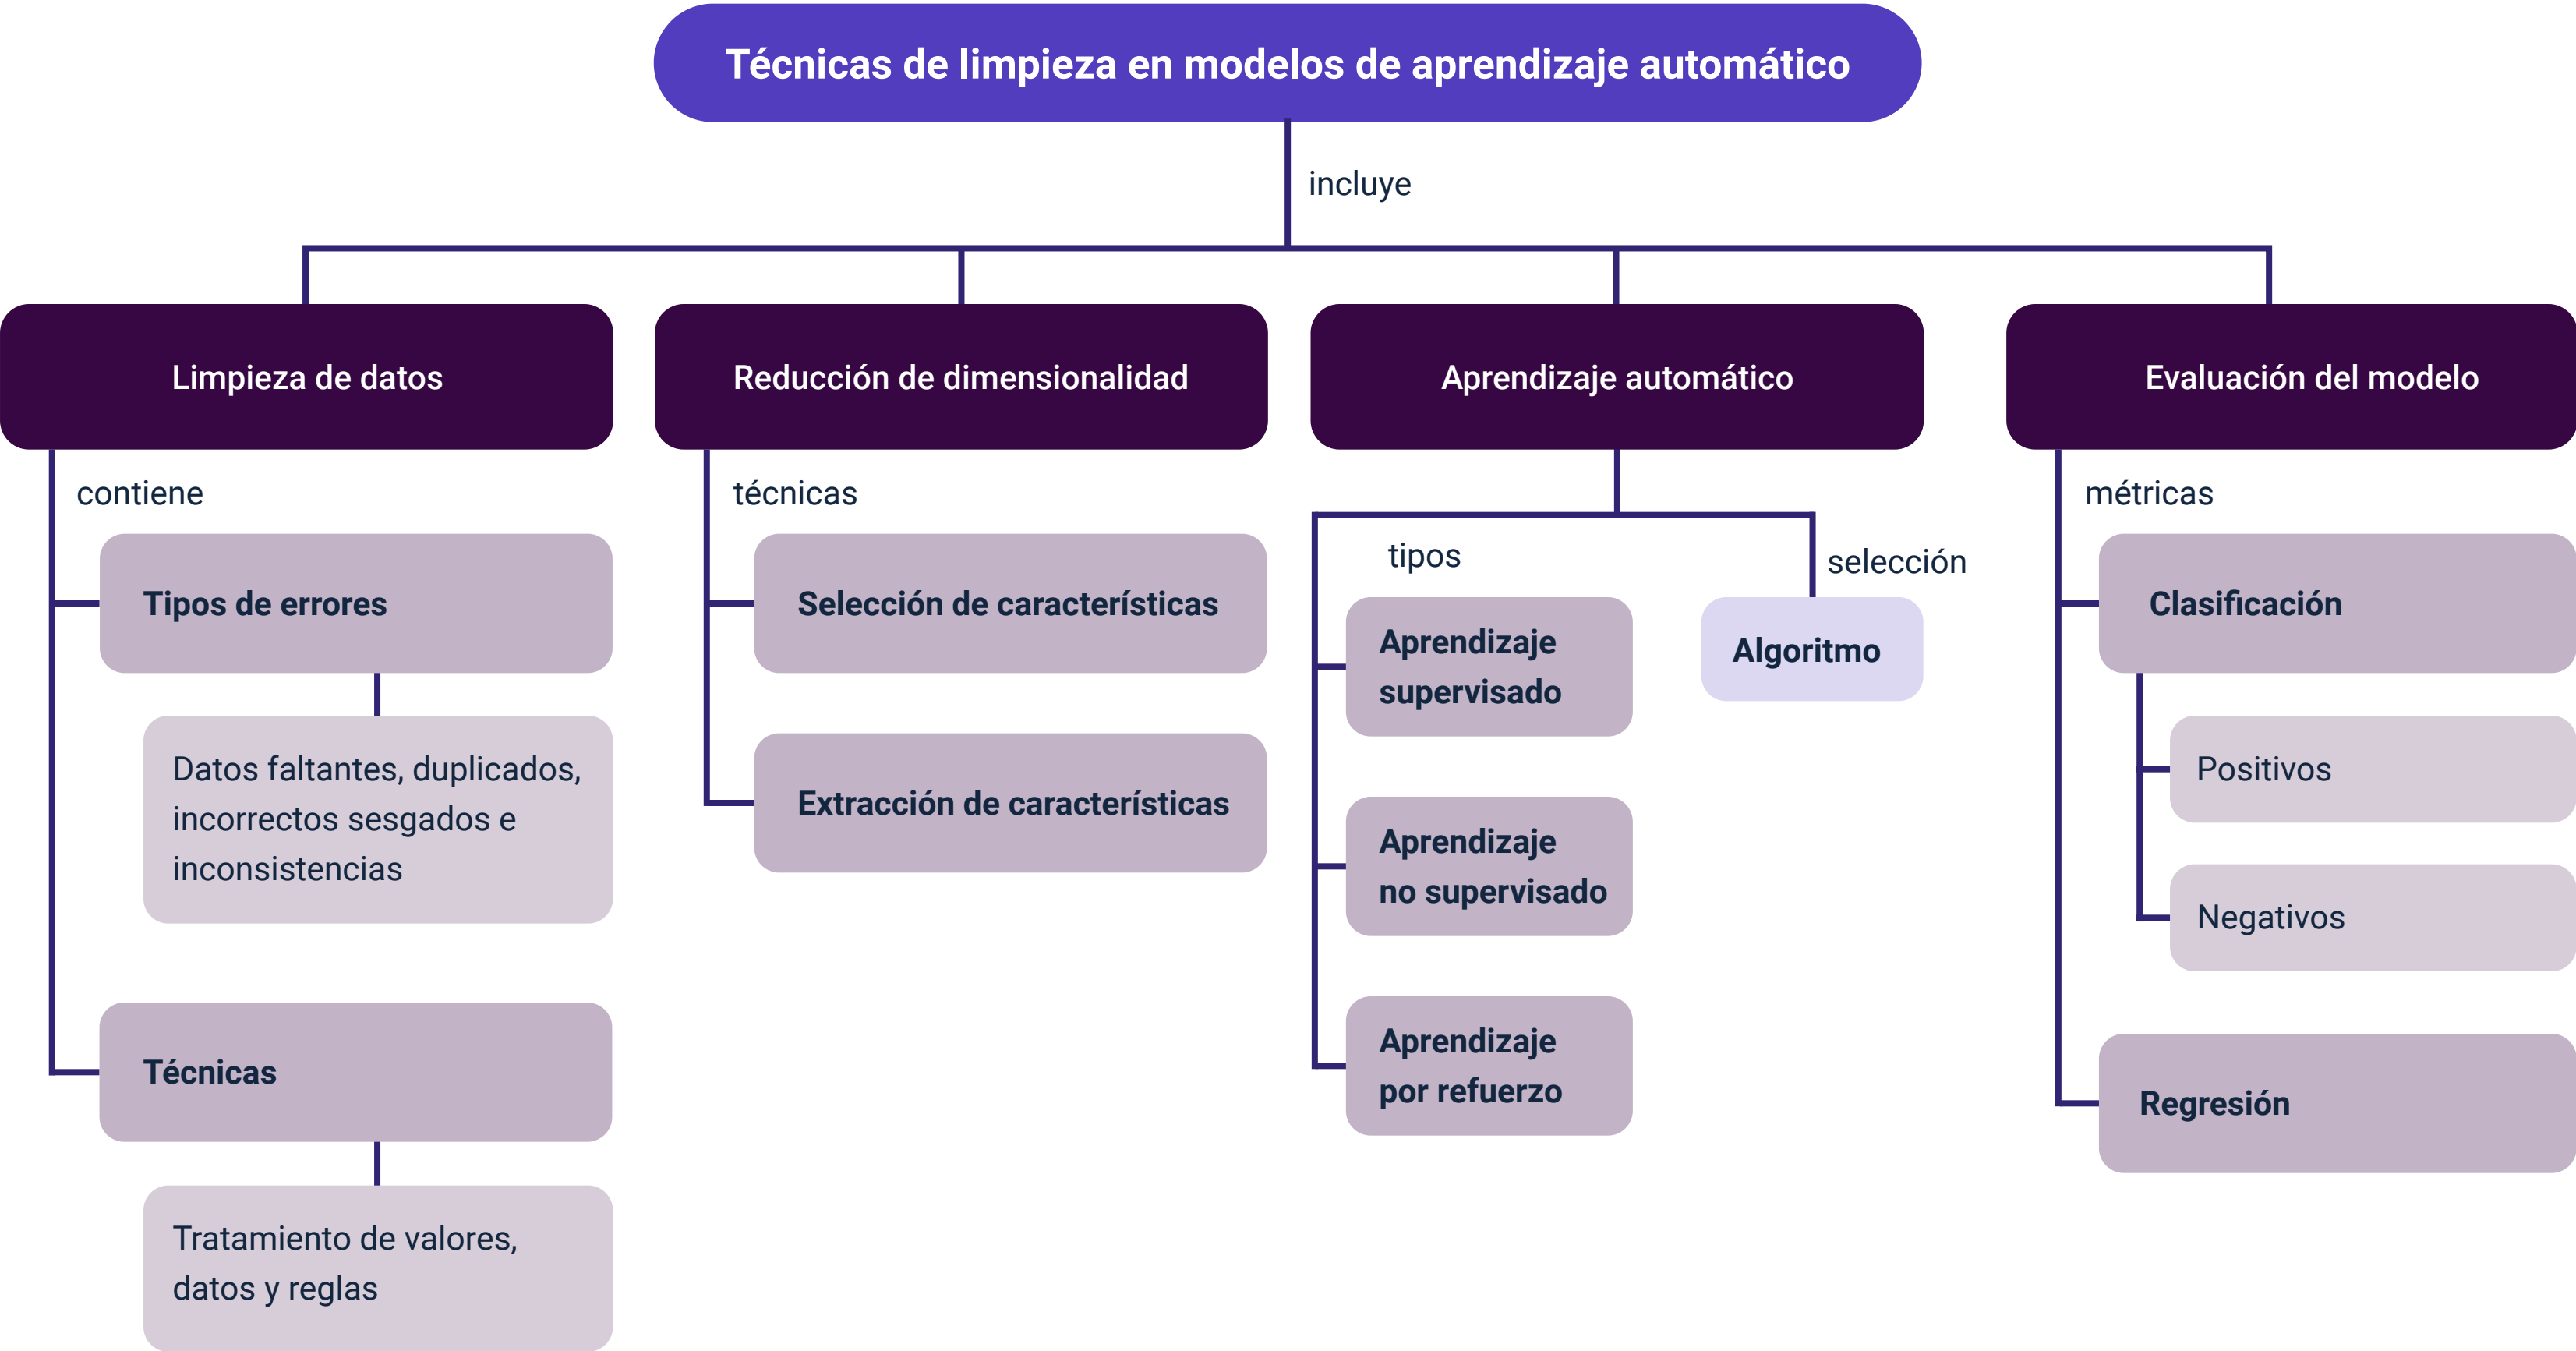 Técnicas de limpieza en modelos de aprendizaje automático
incluye
Limpieza de datos
contiene
Tipos de errores
Datos faltantes, duplicados,
incorrectos sesgados e
inconsistencias
Técnicas
Tratamiento de valores,
datos y reglas
Reducción de dimensionalidad
técnicas
Selección de características
Extracción de características
Aprendizaje automático
tipos
Aprendizaje
supervisado
Aprendizaje
no supervisado
Aprendizaje
por refuerzo
selección
Algoritmo
Evaluación del modelo
métricas
Clasificación
Positivos
Negativos
Regresión